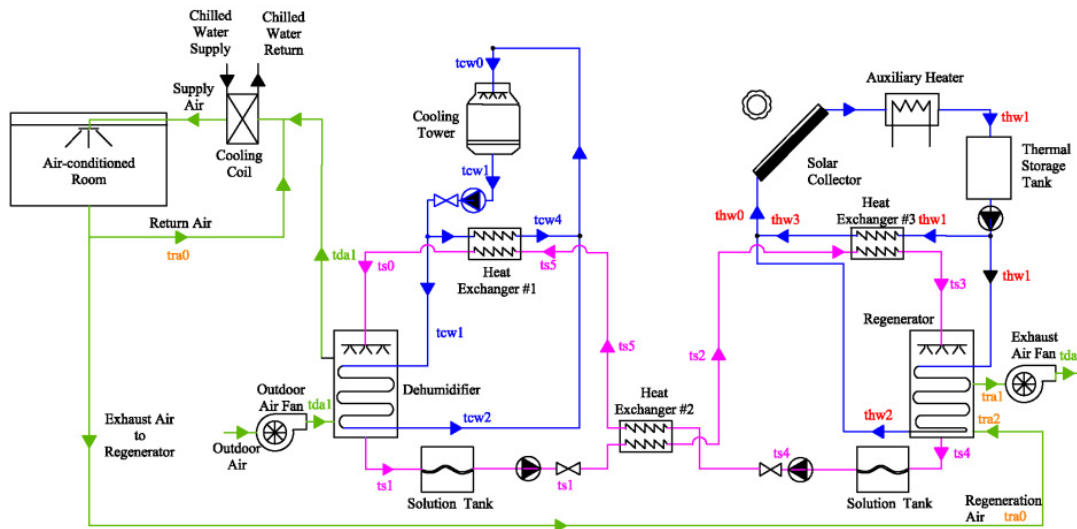 Chilled
Water
Supply
Chilled
Water
Return
Supply
Air
Cooling
Coil
Air-conditioned
Room
Return Air
tra0
tda1
Exhaust Air
to
Regenerator
Outdoor
Air Fan
tda1
Outdoor
Air
tcw0
Cooling
Tower
tcw1
tcw4
ts0
ts5
Heat
Exchanger #1
tcw1
ts5
Dehumidifier
tcw2
ts1
Solution Tank
ts1
Heat
Exchanger #2
ts2
Auxiliary Heater
thw1
Solar
Collector
Thermal
Storage
Tank
thw0
thw3
Heat
Exchanger #3
thw1
thw1
ts3
Regenerator
Exhaust
Air Fan
tda
tra1
thw2
tra2
ts4
ts4
Solution Tank
Regeneration
Air
tra0